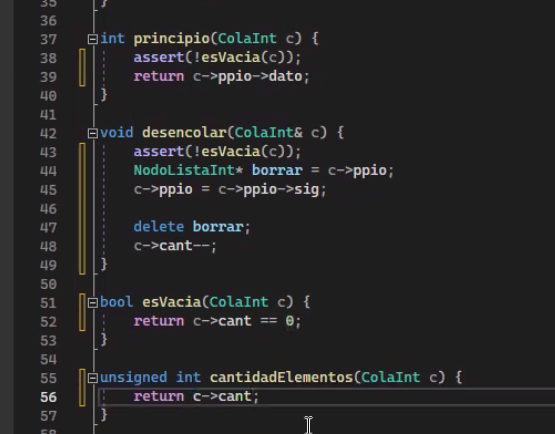 35 }
36
37 int principio(ColaInt c) {
38 assert(!esVacia(c));
39 return c->ppio->dato;
40 }
41
42 void desencolar(ColaInt& c) {
43 assert(!esVacia(c));
44 NodoListaInt* borrar = c->ppio;
45 c->ppio = c->ppio->sig;
46
47 delete borrar;
48 c->cant--;
49 }
50
51 bool esVacia(ColaInt c) {
52 return c->cant == 0;
53 }
54
55 unsigned int cantidadElementos(ColaInt c) {
56 return c->cant;
57 }
58